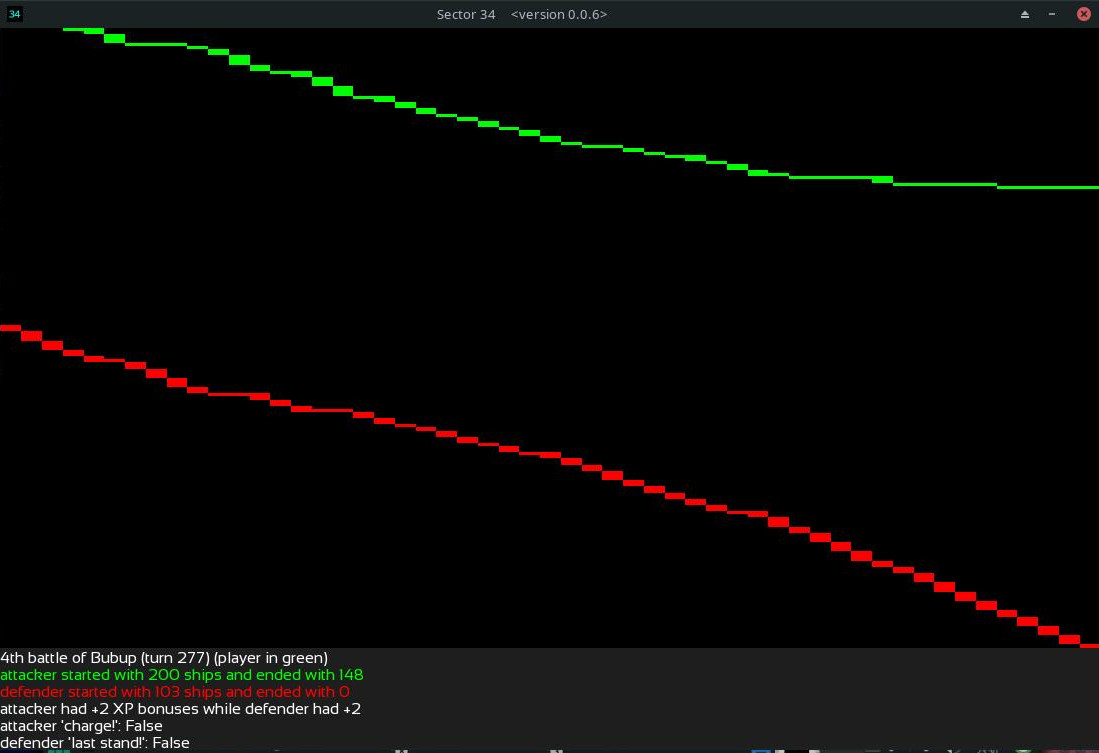 34
Sector 34 <version 0.0.6>
4th battle of Bubup (turn 277) (player in green)
attacker started with 200 ships and ended with 148
defender started with 103 ships and ended with 0
attacker had +2 XP bonuses while defender had +2
attacker 'charge!': False
defender 'last stand!': False